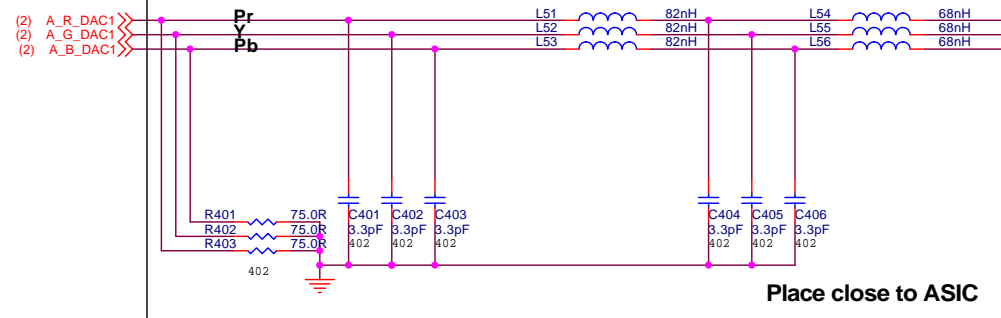 (2) A_R_DAC1 Pr L51 82nH L54 68nH
(2) A_G_DAC1 Y L52 82nH L55 68nH
(2) A_B_DAC1 Pb L53 82nH L56 68nH
R401 75.0R C401 C402 C403 C404 C405 C406
R402 75.0R 3.3pF 3.3pF 3.3pF 3.3pF 3.3pF 3.3pF
R403 75.0R 402 402 402 402 402 402
402
Place close to ASIC